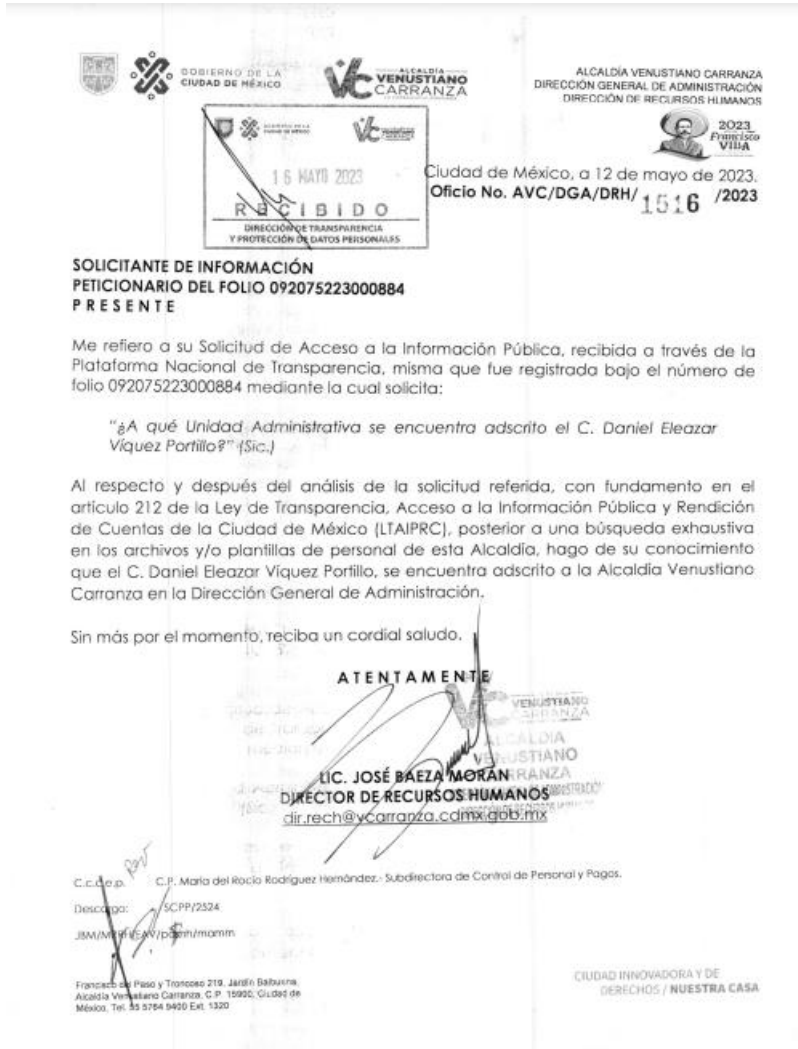 GOBIERNO DE LA
CIUDAD DE MÉXICO
ALCALDÍA
VENUSTIANO
CARRANZA
ALCALDÍA VENUSTIANO CARRANZA
DIRECCIÓN GENERAL DE ADMINISTRACIÓN
DIRECCIÓN DE RECURSOS HUMANOS
2023
Francisco
VILLA
16 MAYO 2023
RECIBIDO
DIRECCIÓN DE TRANSPARENCIA
Y PROTECCIÓN DE DATOS PERSONALES
Ciudad de México, a 12 de mayo de 2023.
Oficio No. AVC/DGA/DRH/ 1516 /2023
SOLICITANTE DE INFORMACIÓN
PETICIONARIO DEL FOLIO 092075223000884
P R E S E N T E
Me refiero a su Solicitud de Acceso a la Información Pública, recibida a través de la
Plataforma Nacional de Transparencia, misma que fue registrada bajo el número de
folio 092075223000884 mediante la cual solicita:
"¿A qué Unidad Administrativa se encuentra adscrito el C. Daniel Eleazar
Víquez Portillo?" (Sic.)
Al respecto y después del análisis de la solicitud referida, con fundamento en el
artículo 212 de la Ley de Transparencia, Acceso a la Información Pública y Rendición
de Cuentas de la Ciudad de México (LTAIPRC), posterior a una búsqueda exhaustiva
en los archivos y/o plantillas de personal de esta Alcaldía, hago de su conocimiento
que el C. Daniel Eleazar Víquez Portillo, se encuentra adscrito a la Alcaldía Venustiano
Carranza en la Dirección General de Administración.
Sin más por el momento, reciba un cordial saludo.
A T E N T A M E N T E
VENUSTIANO
CARRANZA
ALCALDÍA
VENUSTIANO
CARRANZA
LIC. JOSÉ BAEZA MORÁN
DIRECTOR DE RECURSOS HUMANOS
dir.rech@vcarranza.cdmx.gob.mx
C.c.c.e.p. C.P. María del Rocío Rodríguez Hernández.- Subdirectora de Control de Personal y Pagos.
Descargo: SCPP/2524
Francisco del Paso y Troncoso 219, Jardín Balbuena,
Alcaldía Venustiano Carranza, C.P. 15900, Ciudad de
México, Tel. 55 5764 9400 Ext. 1320
CIUDAD INNOVADORA Y DE
DERECHOS / NUESTRA CASA